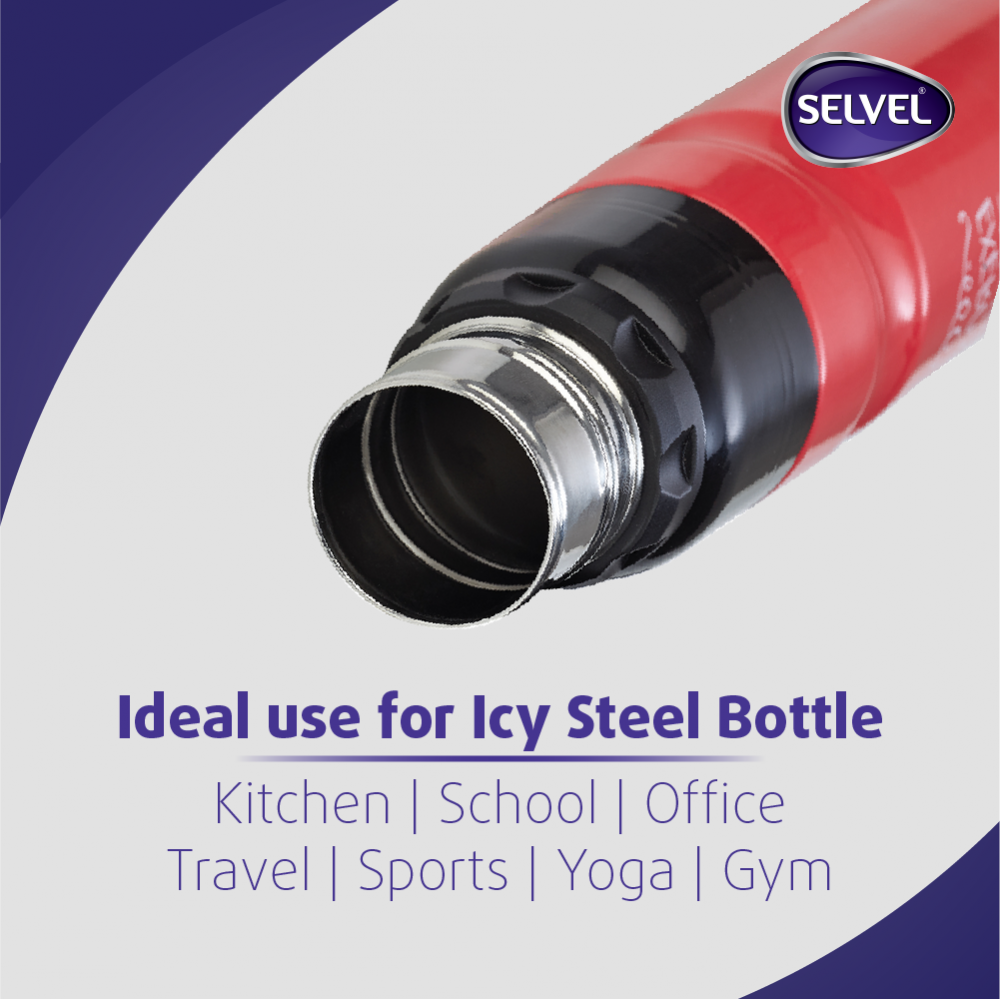 SELVEL®
Ideal use for Icy Steel Bottle
Kitchen | School | Office
Travel | Sports | Yoga | Gym